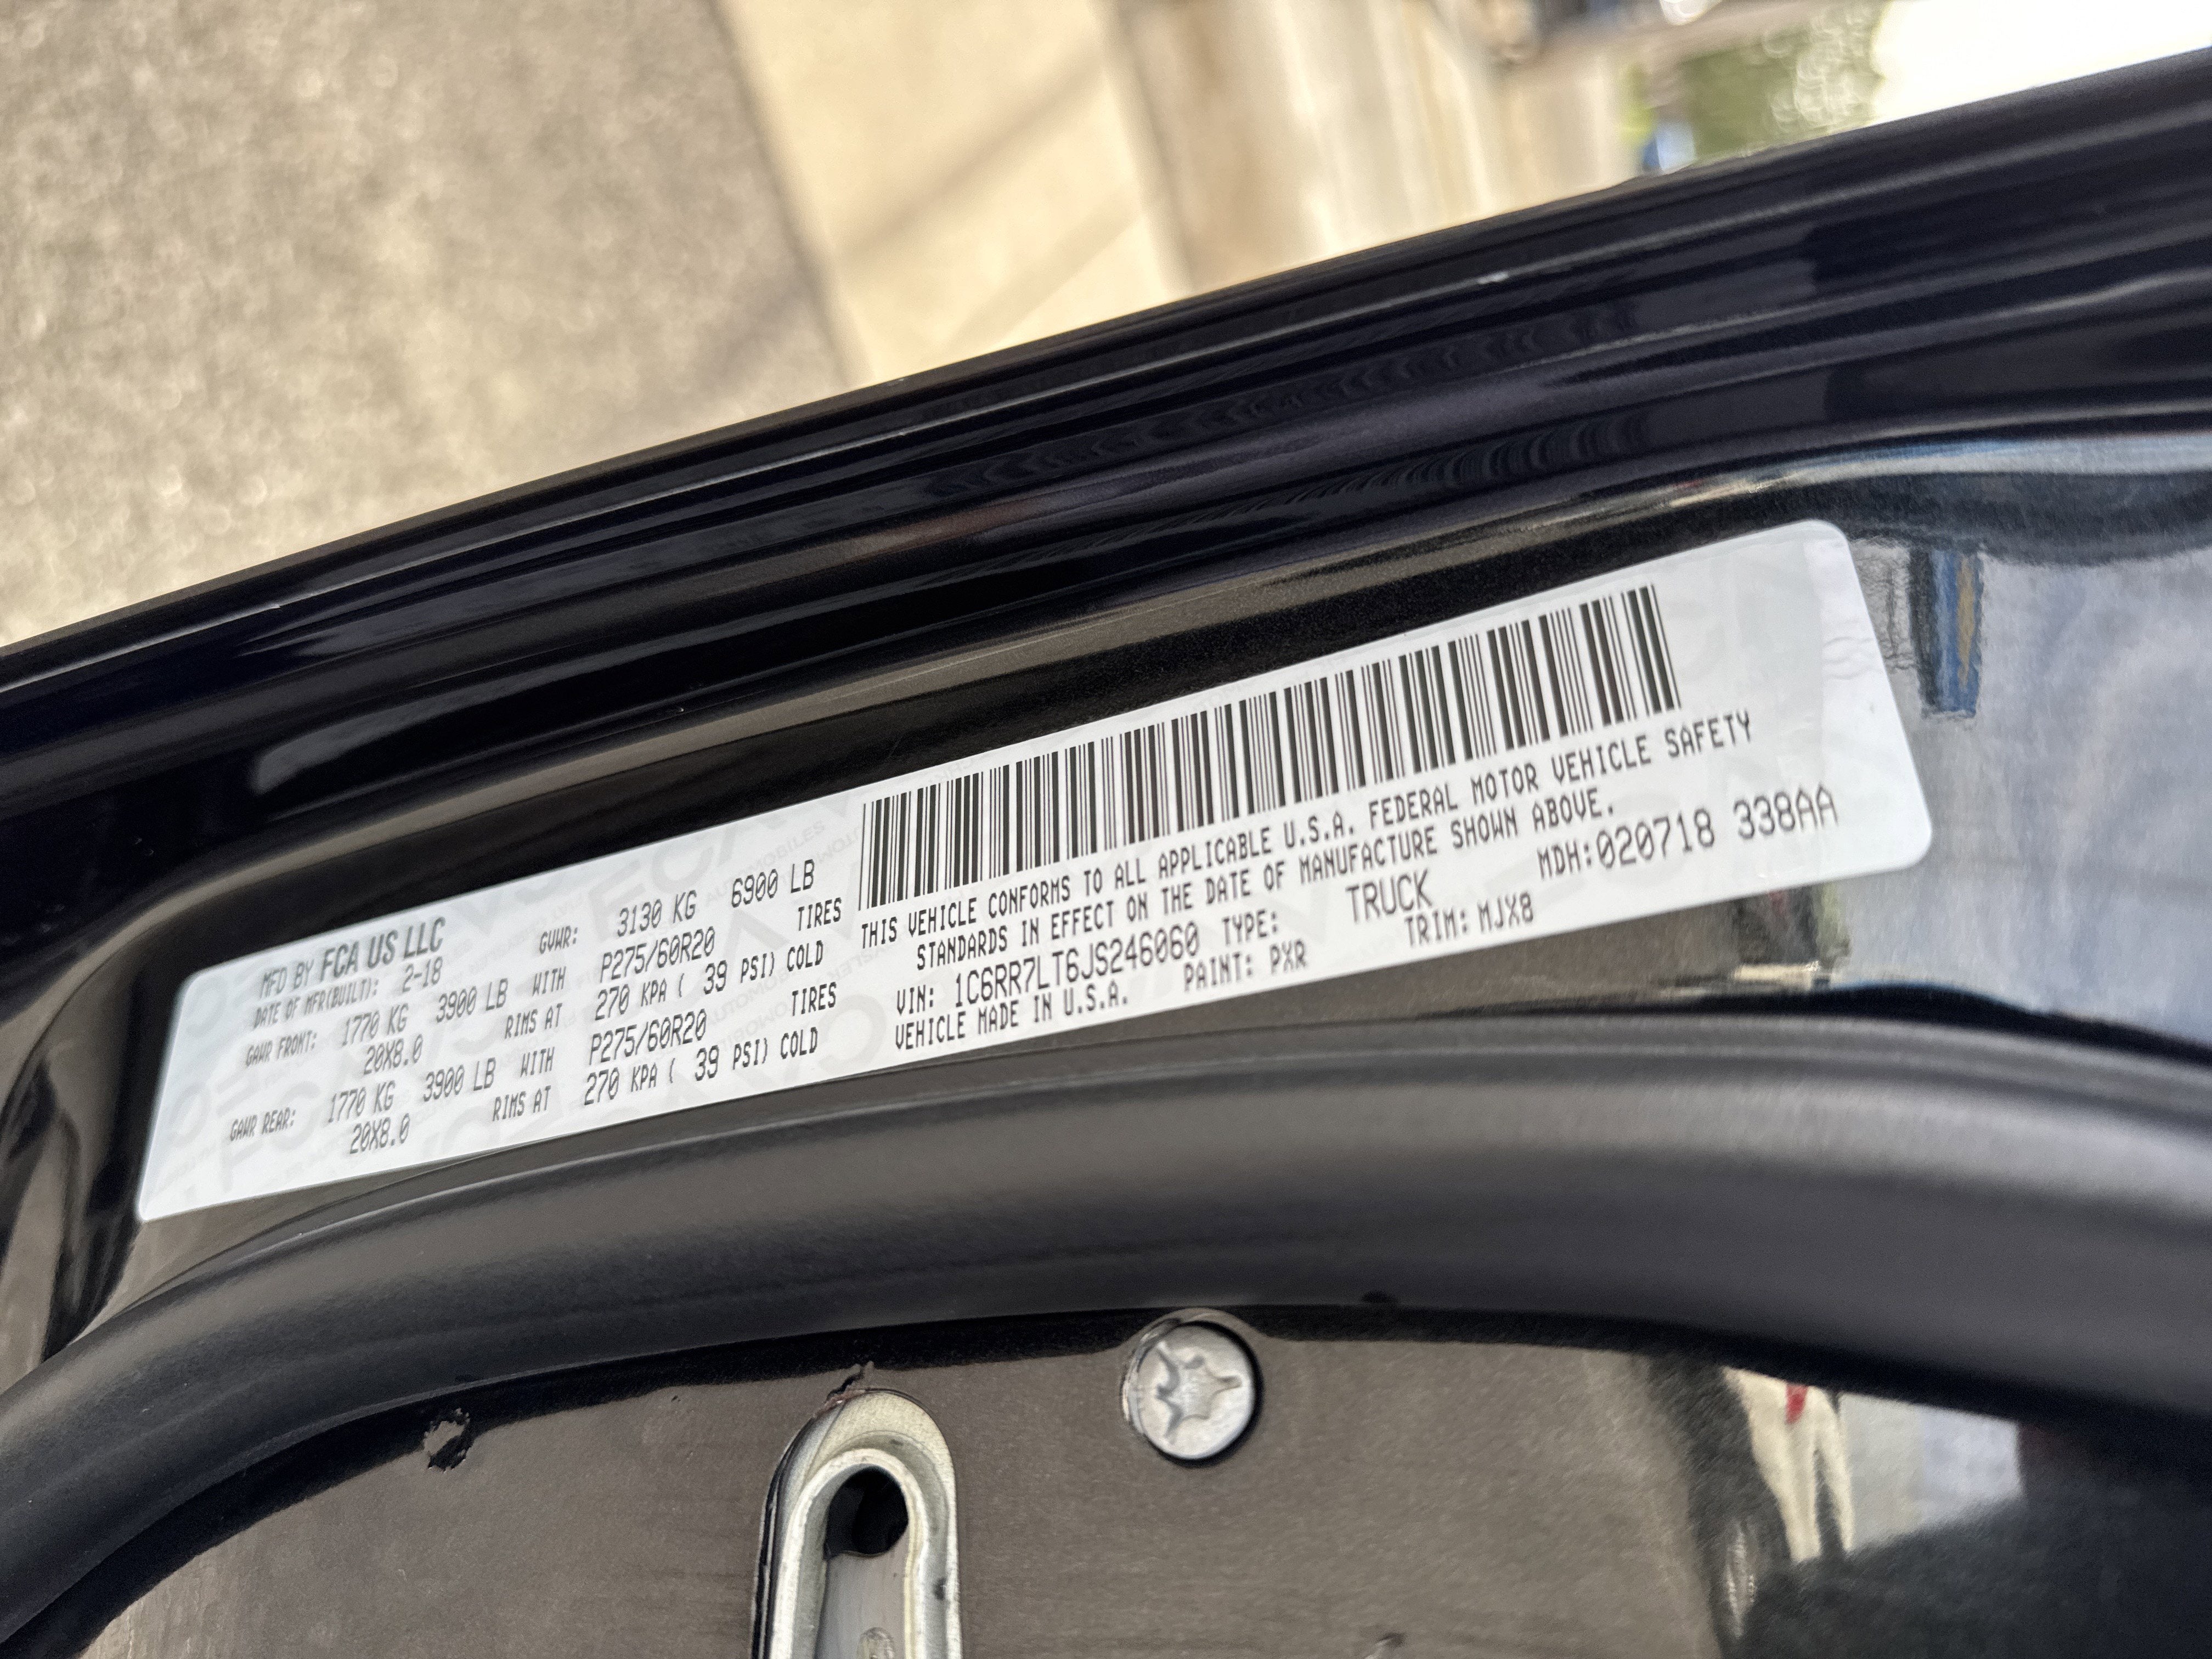 MFD BY FCA US LLC
DATE OF MFR(BUILT): 2-18 GVWR: 3130 KG 6900 LB
GAWR FRONT: 1770 KG 3900 LB WITH P275/60R20 TIRES
20X8.0 RIMS AT 270 KPA ( 39 PSI) COLD
GAWR REAR: 1770 KG 3900 LB WITH P275/60R20 TIRES
20X8.0 RIMS AT 270 KPA ( 39 PSI) COLD
THIS VEHICLE CONFORMS TO ALL APPLICABLE U.S.A. FEDERAL MOTOR VEHICLE SAFETY
STANDARDS IN EFFECT ON THE DATE OF MANUFACTURE SHOWN ABOVE.
VIN: 1C6RR7LT6JS246060 TYPE: TRUCK MDH:020718 338AA
VEHICLE MADE IN U.S.A. PAINT: PXR TRIM: MJX8